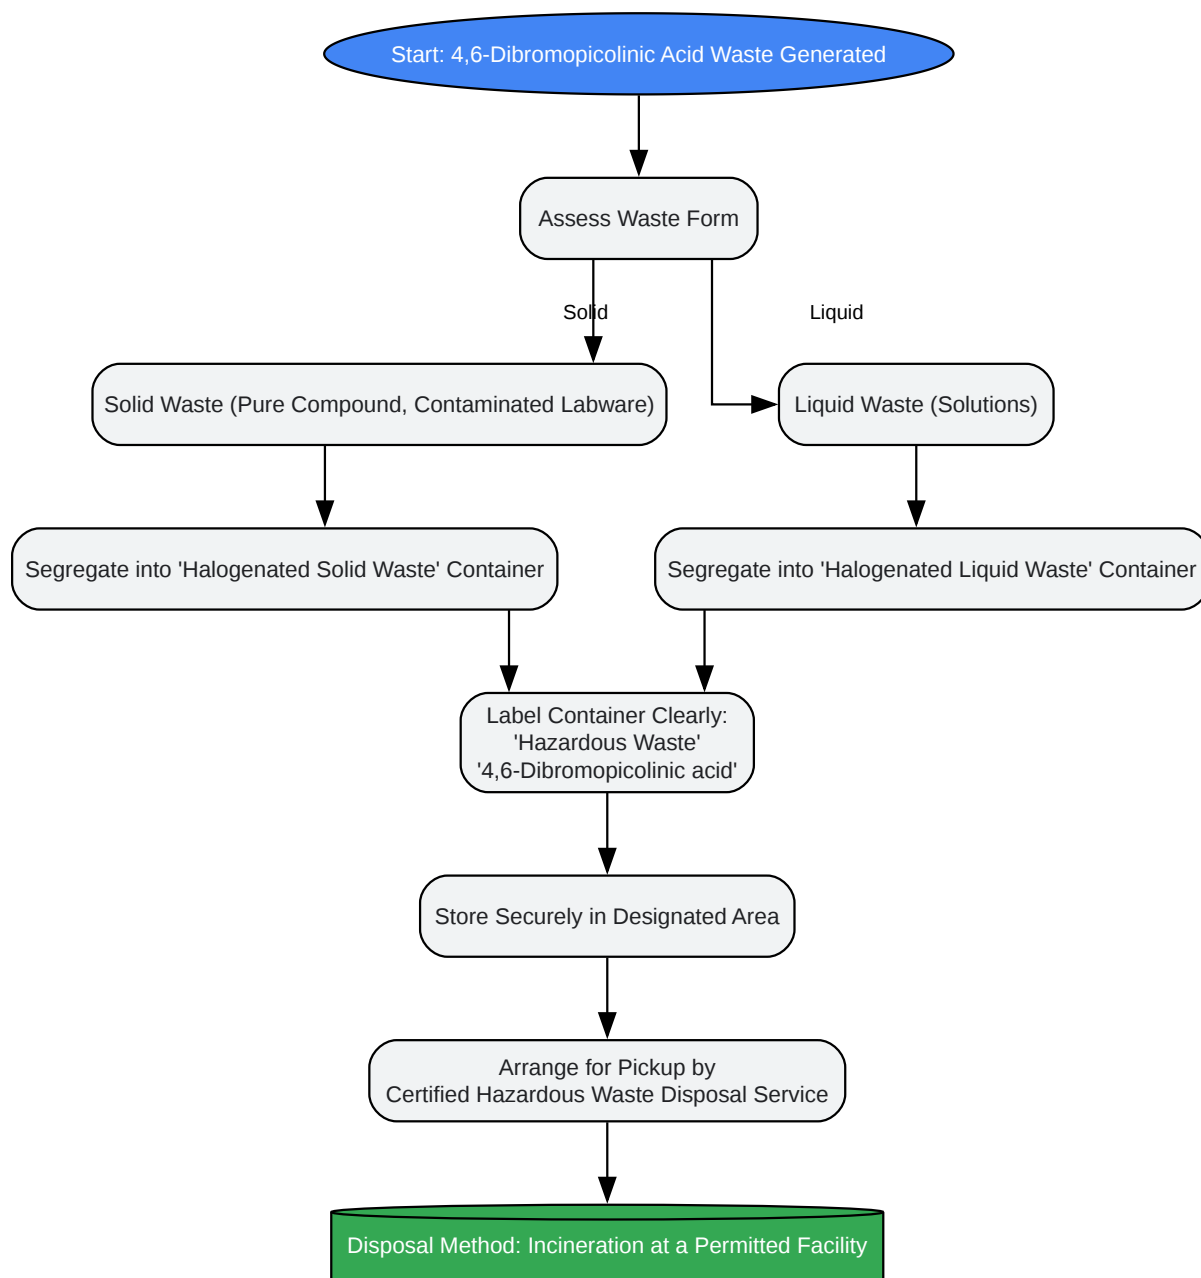 Start: 4,6-Dibromopicolinic Acid Waste Generated
Assess Waste Form
Solid
Liquid
Solid Waste (Pure Compound, Contaminated Labware)
Liquid Waste (Solutions)
Segregate into 'Halogenated Solid Waste' Container
Segregate into 'Halogenated Liquid Waste' Container
Label Container Clearly:
'Hazardous Waste'
'4,6-Dibromopicolinic acid'
Store Securely in Designated Area
Arrange for Pickup by
Certified Hazardous Waste Disposal Service
Disposal Method: Incineration at a Permitted Facility